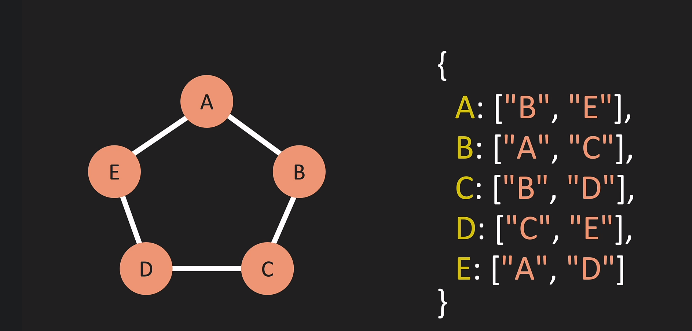 A
E
B
D
C
{
A: ["B", "E"],
B: ["A", "C"],
C: ["B", "D"],
D: ["C", "E"],
E: ["A", "D"]
}